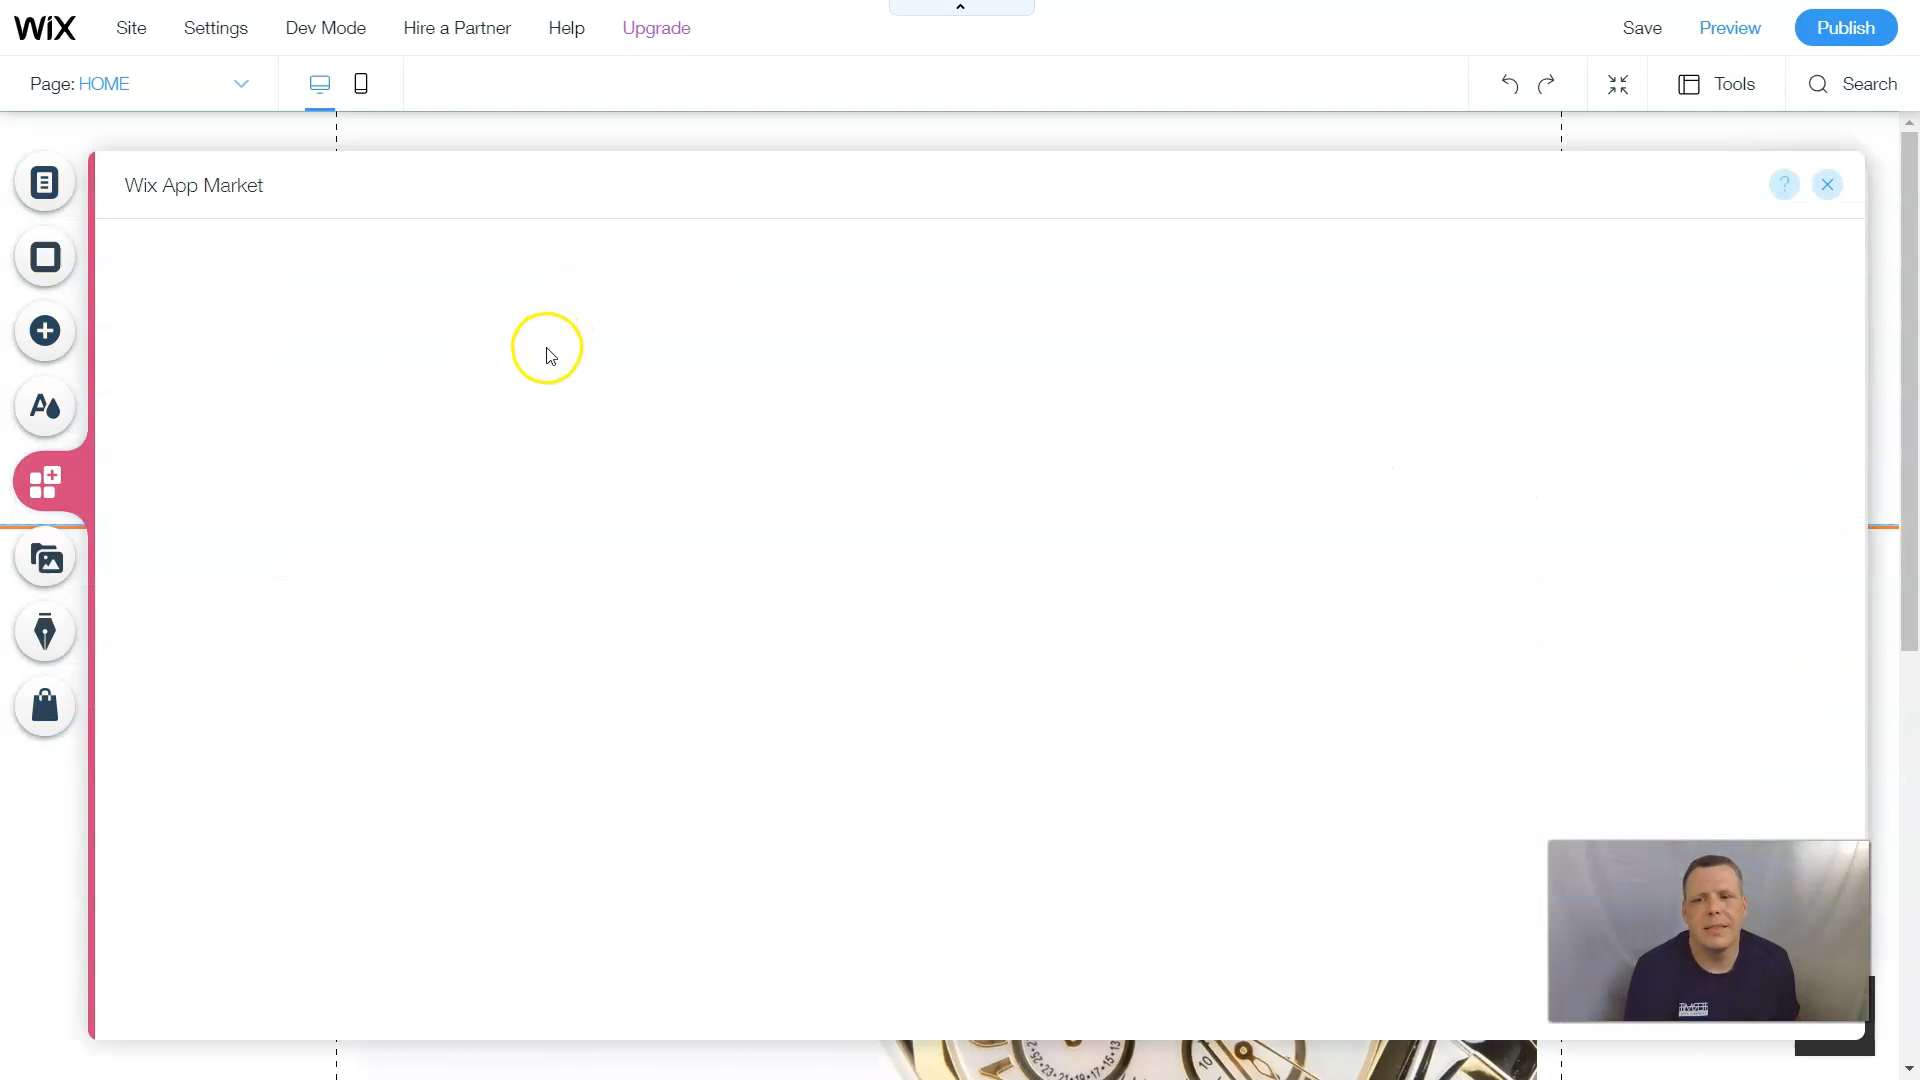 WiX
Site
Settings
Dev Mode
Hire a Partner
Help
Upgrade
Save
Preview
Publish
Page: HOME
Tools
Search
Wix App Market
?